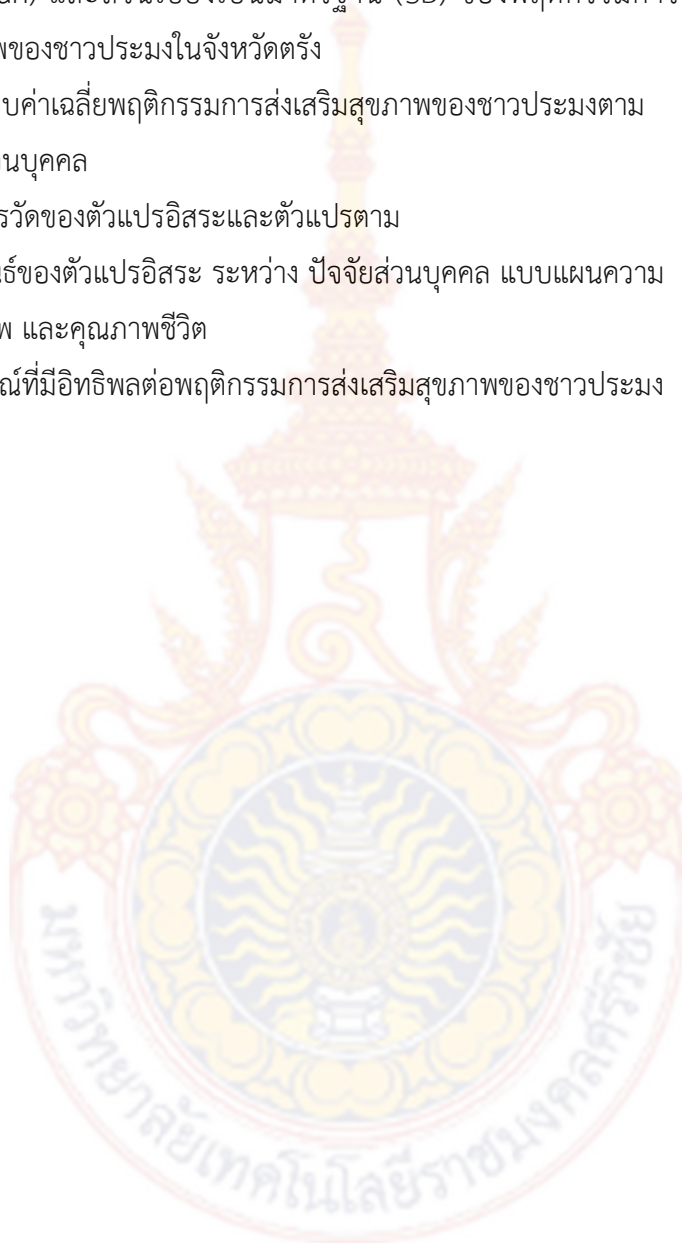 และส่วนเบี่ยงเบนมาตรฐาน (SD) ของพฤติกรรมการ
พของชาวประมงในจังหวัดตรัง
บค่าเฉลี่ยพฤติกรรมการส่งเสริมสุขภาพของชาวประมงตาม
วนบุคคล
รวัดของตัวแปรอิสระและตัวแปรตาม
นธ์ของตัวแปรอิสระ ระหว่าง ปัจจัยส่วนบุคคล แบบแผนความ
พ และคุณภาพชีวิต
ณ์ที่มีอิทธิพลต่อพฤติกรรมการส่งเสริมสุขภาพของชาวประมง
มหาวิทยาลัยเทคโนโลยีราชมงคลศรีวิชัย